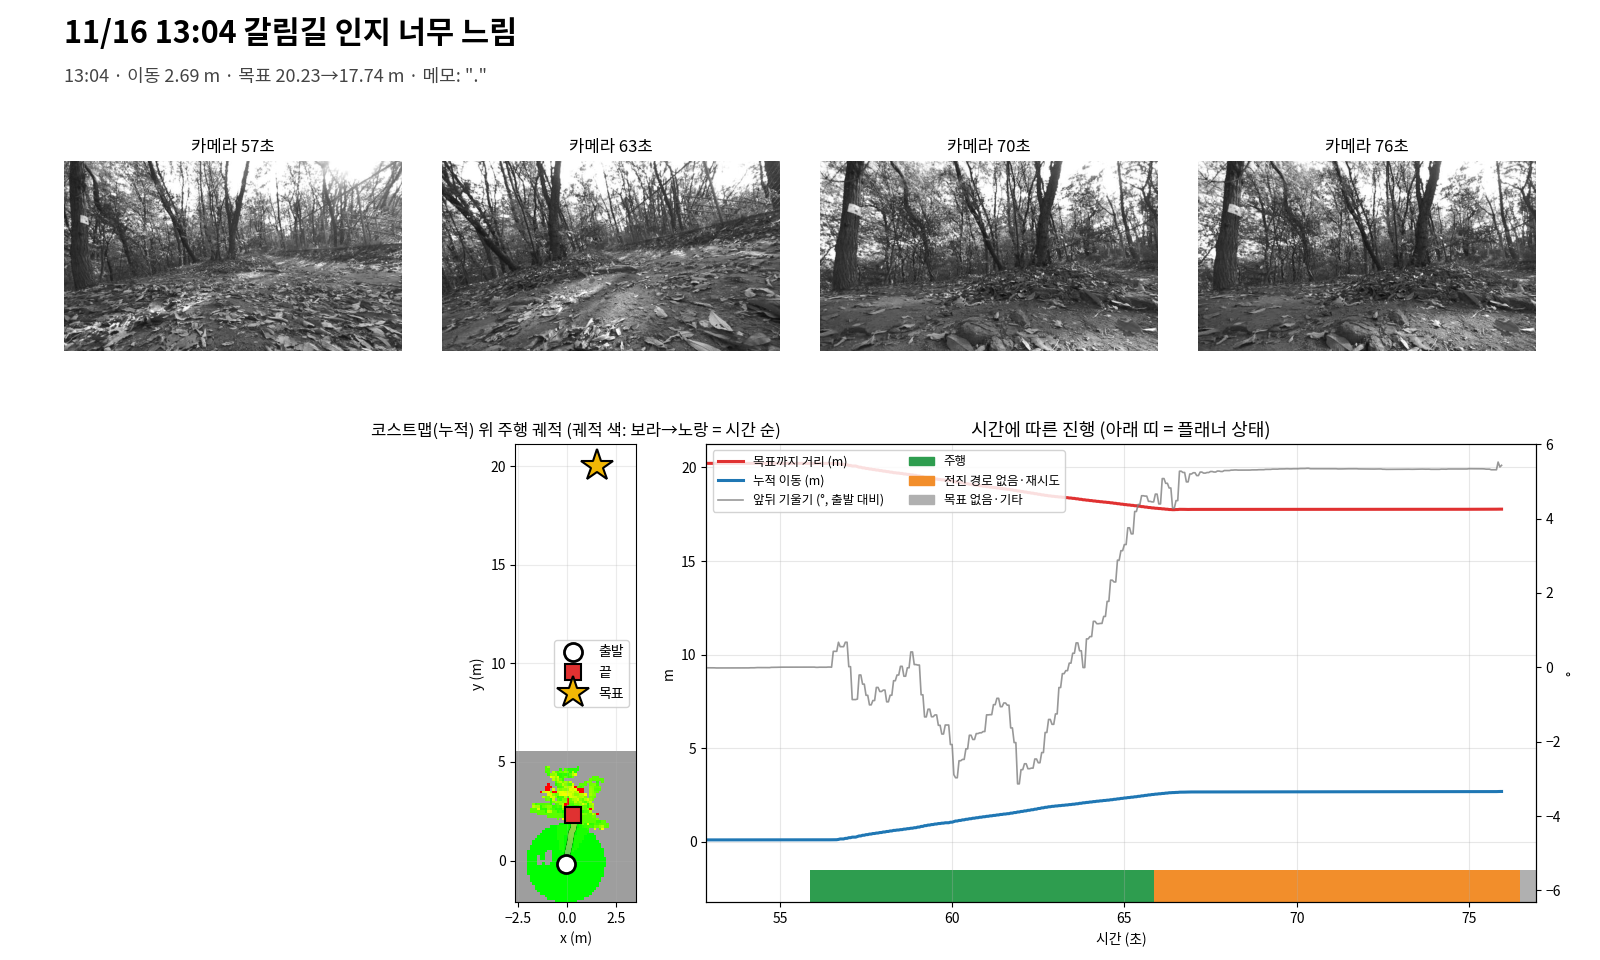 11/16 13:04 갈림길 인지 너무 느림
13:04 · 이동 2.69 m · 목표 20.23→17.74 m · 메모: "."
카메라 57초
카메라 63초
카메라 70초
카메라 76초
코스트맵(누적) 위 주행 궤적 (궤적 색: 보라→노랑 = 시간 순)
20
15
10
5
0
y (m)
−2.5
0.0
2.5
x (m)
출발
끝
목표
시간에 따른 진행 (아래 띠 = 플래너 상태)
목표까지 거리 (m)
누적 이동 (m)
앞뒤 기울기 (°, 출발 대비)
주행
전진 경로 없음·재시도
목표 없음·기타
20
15
10
5
0
m
6
4
2
0
−2
−4
−6
°
55
60
65
70
75
시간 (초)